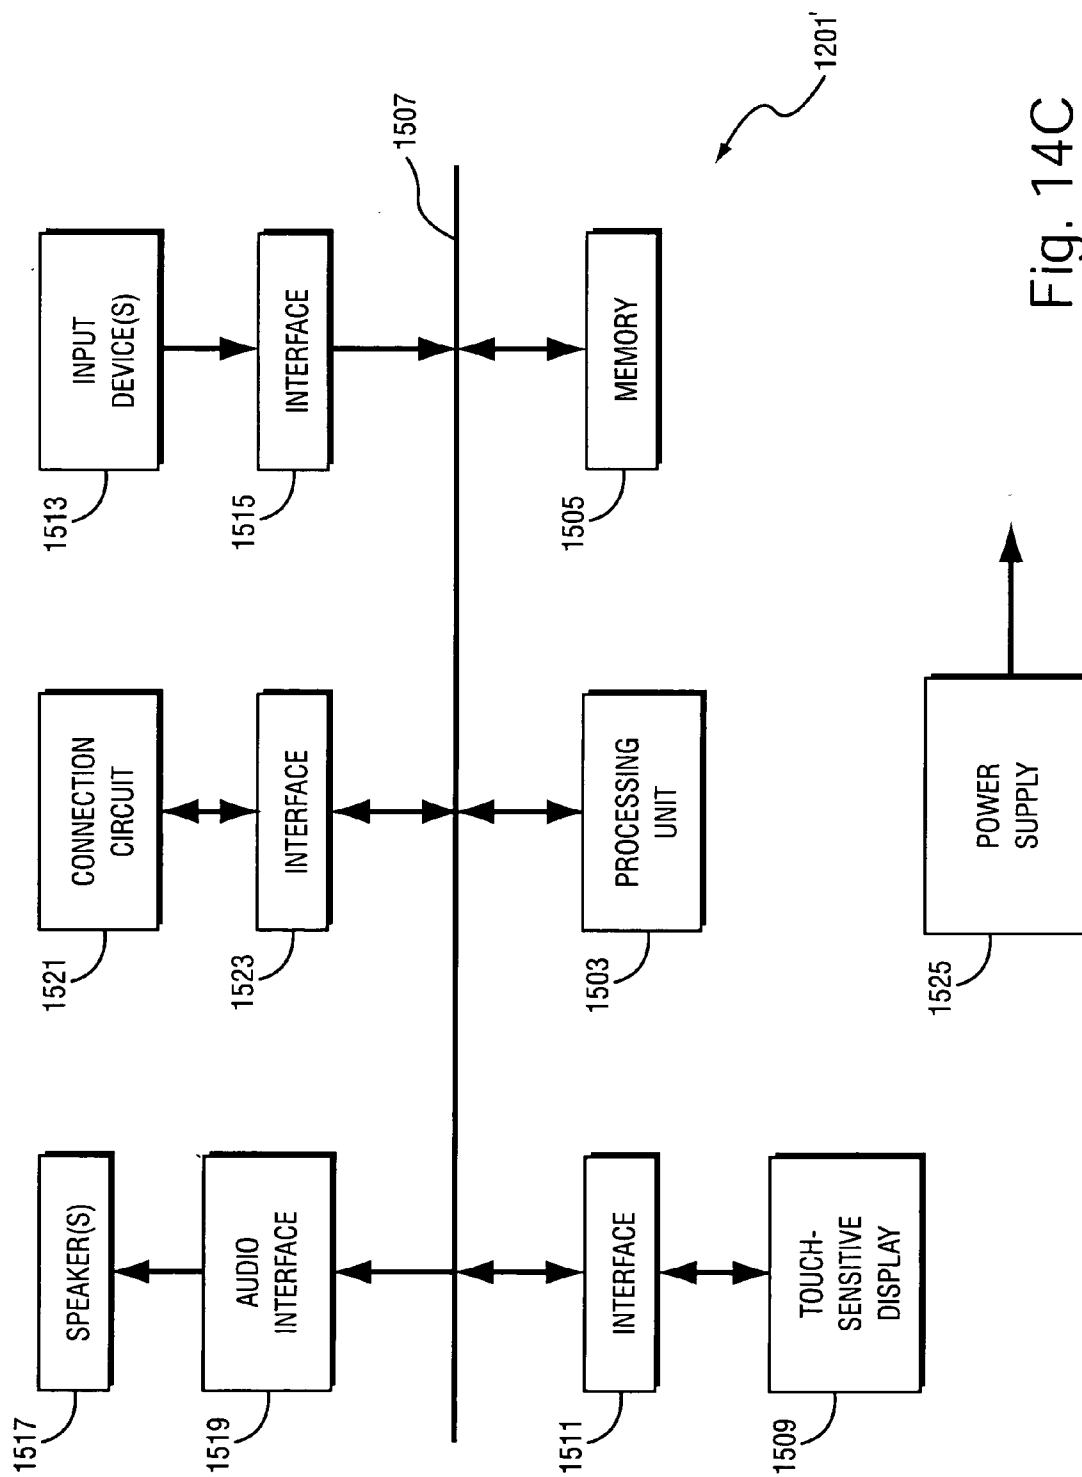 1517
SPEAKER(S)
1519
AUDIO
INTERFACE
1511
INTERFACE
1509
TOUCH-
SENSITIVE
DISPLAY
1521
CONNECTION
CIRCUIT
1523
INTERFACE
1503
PROCESSING
UNIT
1525
POWER
SUPPLY
1513
INPUT
DEVICE(S)
1515
INTERFACE
1507
1505
MEMORY
1201'
Fig. 14C